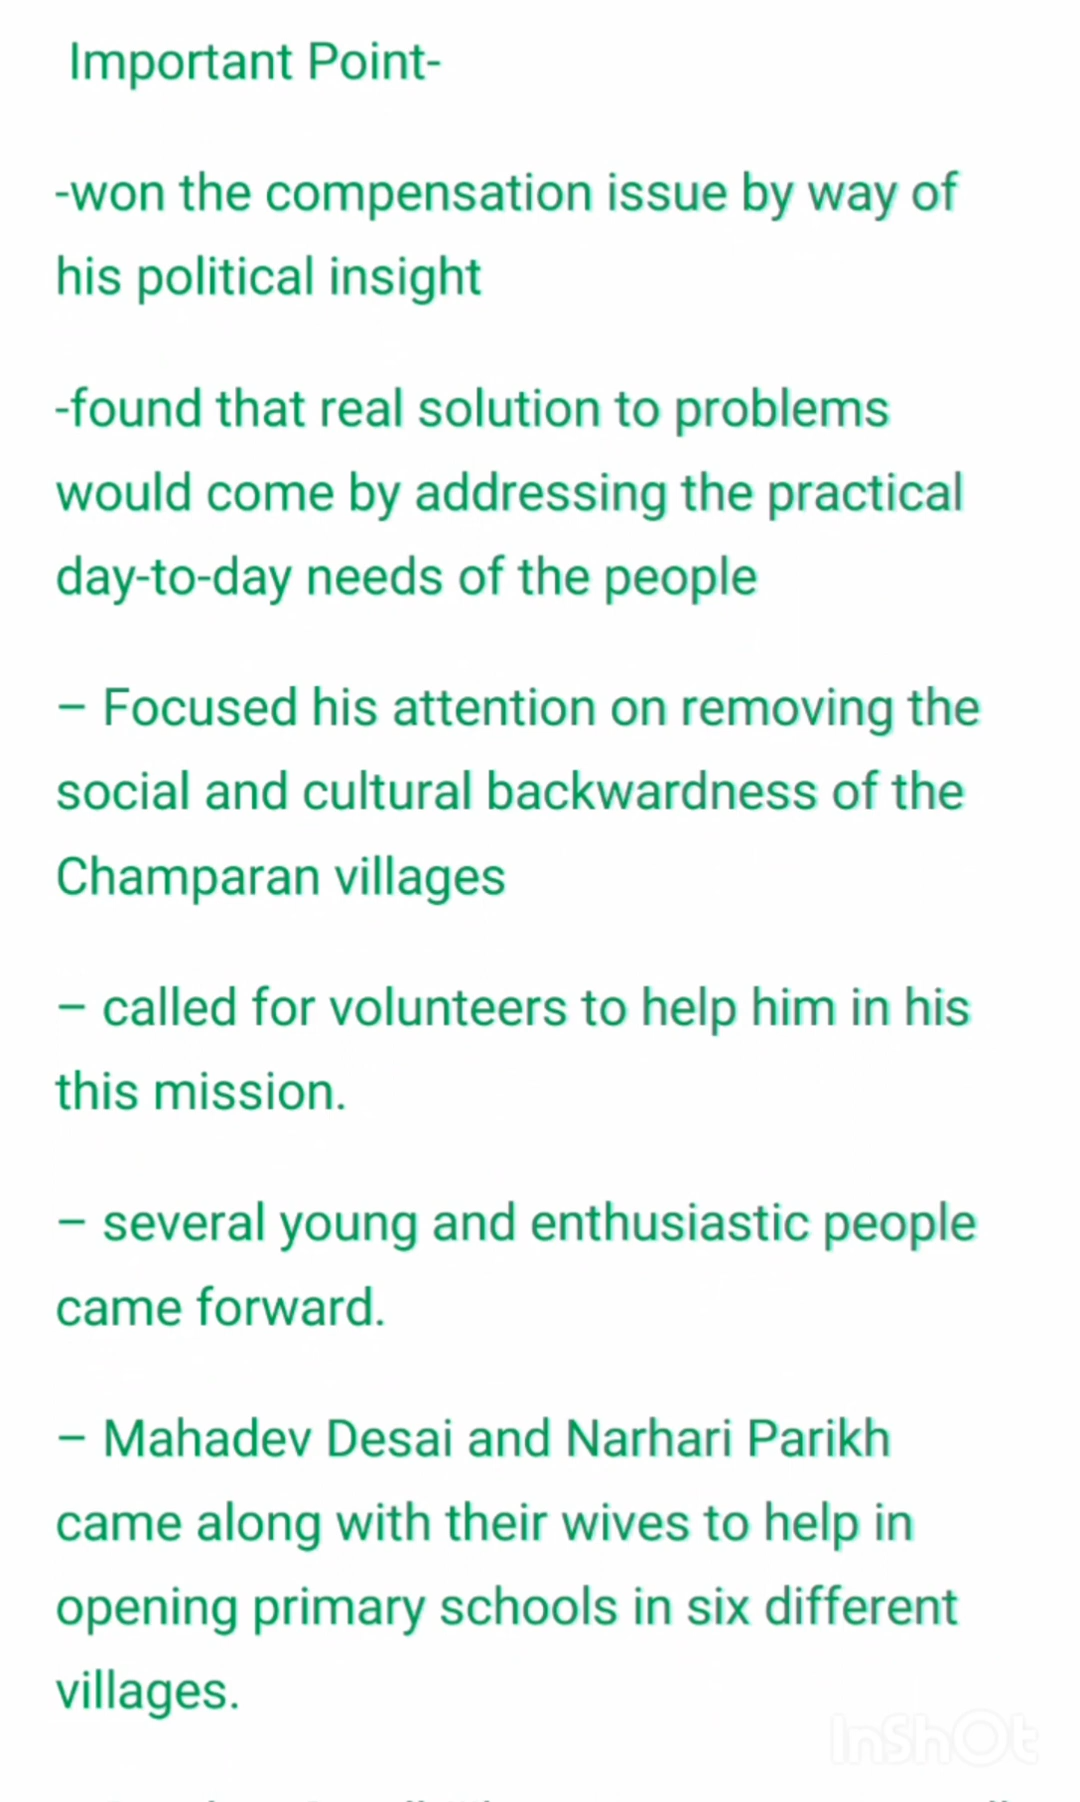 Important Point-
-won the compensation issue by way of
his political insight
-found that real solution to problems
would come by addressing the practical
day-to-day needs of the people
– Focused his attention on removing the
social and cultural backwardness of the
Champaran villages
– called for volunteers to help him in his
this mission.
– several young and enthusiastic people
came forward.
– Mahadev Desai and Narhari Parikh
came along with their wives to help in
opening primary schools in six different
villages.
InShOt